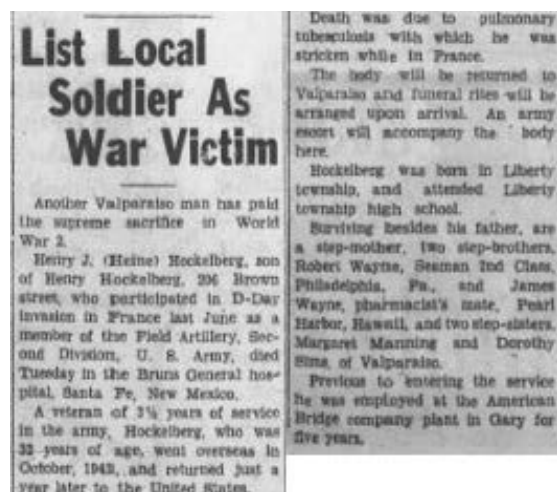 List Local
Soldier As
War Victim
Another Valparaiso man has paid
the supreme sacrifice in World
War 2.
Henry J. (Heine) Hockelberg, son
of Henry Hockelberg, 206 Brown
street, who participated in D-Day
invasion in France last June as a
member of the Field Artillery, Sec-
ond Division, U. S. Army, died
Tuesday in the Bruns General hos-
pital, Santa Fe, New Mexico.
A veteran of 3½ years of service
in the army, Hockelberg, who was
33 years of age, went overseas in
October, 1943, and returned just a
year later to the United States.
Death was due to pulmonary
tuberculosis with which he was
stricken while in France.
The body will be returned to
Valparaiso and funeral rites will be
arranged upon arrival. An army
escort will accompany the body
here.
Hockelberg was born in Liberty
township, and attended Liberty
township high school.
Surviving besides his father, are
a step-mother, two step-brothers,
Robert Wayne, Seaman 2nd Class,
Philadelphia, Pa., and James
Wayne, pharmacist's mate, Pearl
Harbor, Hawaii, and two step-sisters,
Margaret Manning and Dorothy
Sims, of Valparaiso.
Previous to entering the service
he was employed at the American
Bridge company plant in Gary for
five years.